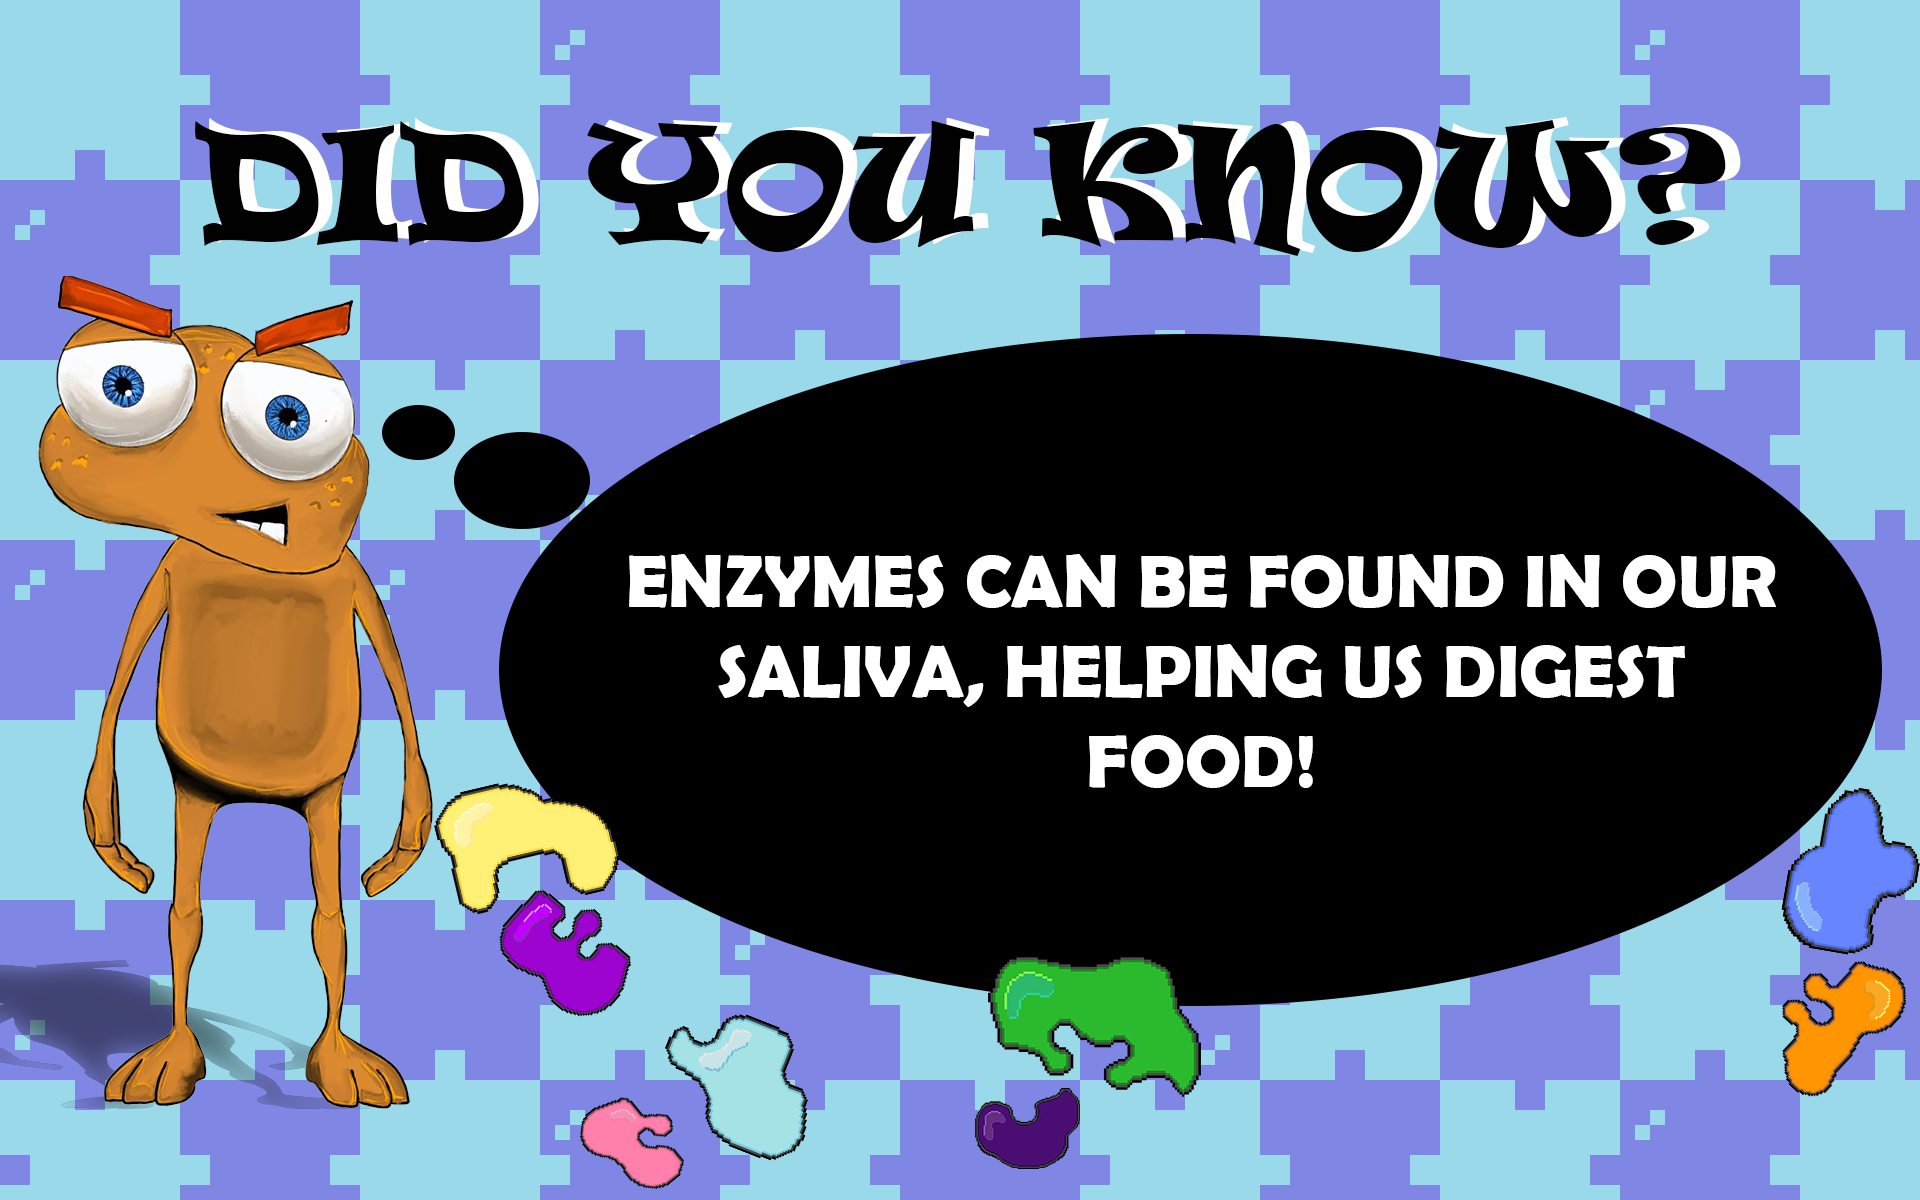 DID YOU KNOW?
ENZYMES CAN BE FOUND IN OUR
SALIVA, HELPING US DIGEST
FOOD!